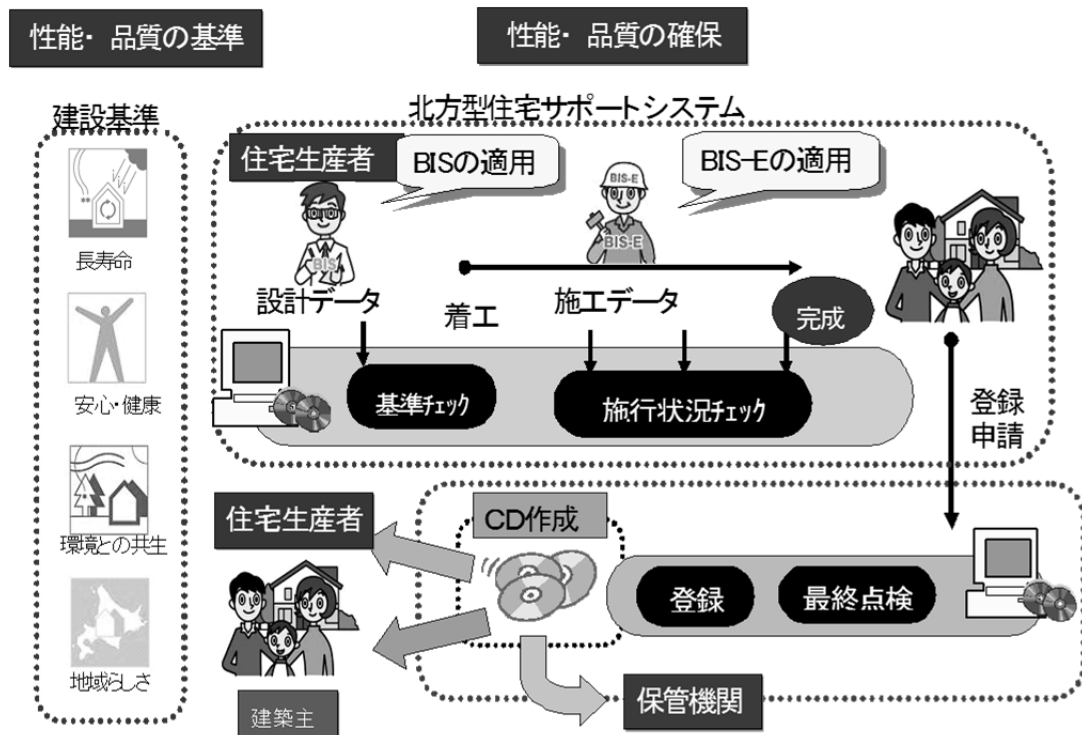 性能・ 品質の基準
性能・ 品質の確保
建設基準
長寿命
安心・健康
環境との共生
地域らしさ
北方型住宅サポートシステム
住宅生産者
BISの適用
BIS-Eの適用
BIS-E
BIS-E
BIS
設計データ
着工
施工データ
完成
基準チェック
施行状況チェック
登録
申請
住宅生産者
CD作成
登録
最終点検
建築主
保管機関